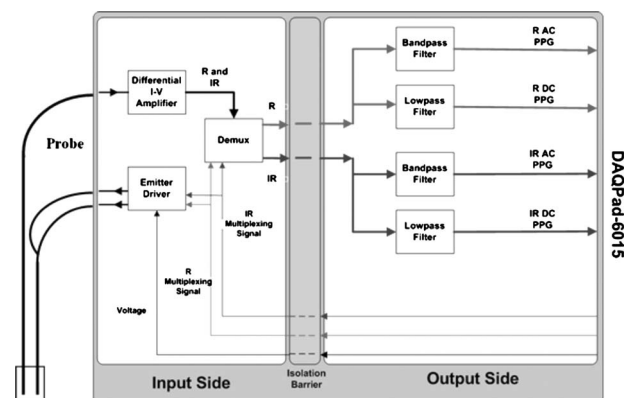 Probe
Differential
I-V
Amplifier
R and
IR
Demux
R
IR
Emitter
Driver
IR
Multiplexing
Signal
R
Multiplexing
Signal
Voltage
Input Side
Isolation
Barrier
Bandpass
Filter
R AC
PPG
Lowpass
Filter
R DC
PPG
Bandpass
Filter
IR AC
PPG
Lowpass
Filter
IR DC
PPG
Output Side
DAQPad-6015